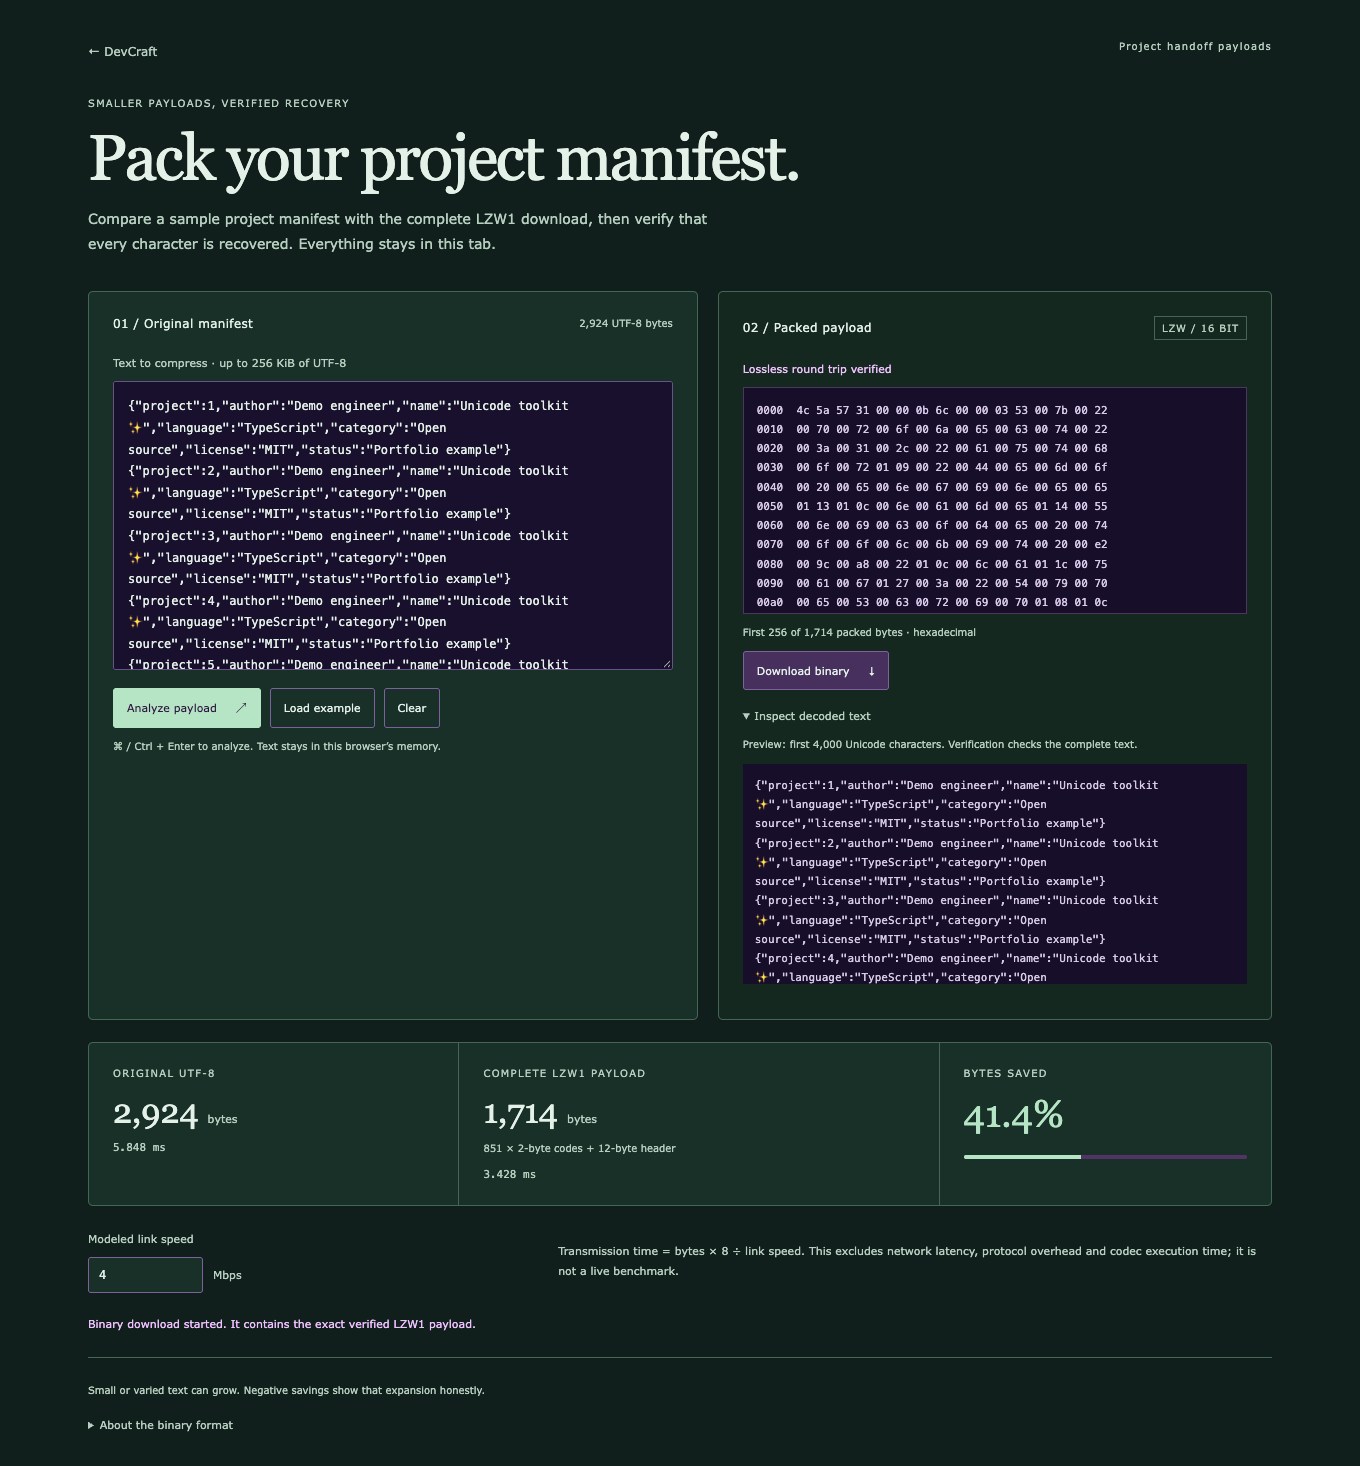 ← DevCraft
Project handoff payloads
SMALLER PAYLOADS, VERIFIED RECOVERY
Pack your project manifest.
Compare a sample project manifest with the complete LZW1 download, then verify that
every character is recovered. Everything stays in this tab.
01 / Original manifest
2,924 UTF-8 bytes
Text to compress · up to 256 KiB of UTF-8
{"project":1,"author":"Demo engineer","name":"Unicode toolkit
✨","language":"TypeScript","category":"Open
source","license":"MIT","status":"Portfolio example"}
{"project":2,"author":"Demo engineer","name":"Unicode toolkit
✨","language":"TypeScript","category":"Open
source","license":"MIT","status":"Portfolio example"}
{"project":3,"author":"Demo engineer","name":"Unicode toolkit
✨","language":"TypeScript","category":"Open
source","license":"MIT","status":"Portfolio example"}
{"project":4,"author":"Demo engineer","name":"Unicode toolkit
✨","language":"TypeScript","category":"Open
source","license":"MIT","status":"Portfolio example"}
{"project":5,"author":"Demo engineer","name":"Unicode toolkit
Analyze payload ↗
Load example
Clear
⌘ / Ctrl + Enter to analyze. Text stays in this browser’s memory.
02 / Packed payload
LZW / 16 BIT
Lossless round trip verified
0000  4c 5a 57 31 00 00 0b 6c 00 00 03 53 00 7b 00 22
0010  00 70 00 72 00 6f 00 6a 00 65 00 63 00 74 00 22
0020  00 3a 00 31 00 2c 00 22 00 61 00 75 00 74 00 68
0030  00 6f 00 72 01 09 00 22 00 44 00 65 00 6d 00 6f
0040  00 20 00 65 00 6e 00 67 00 69 00 6e 00 65 00 65
0050  01 13 01 0c 00 6e 00 61 00 6d 00 65 01 14 00 55
0060  00 6e 00 69 00 63 00 6f 00 64 00 65 00 20 00 74
0070  00 6f 00 6f 00 6c 00 6b 00 69 00 74 00 20 00 e2
0080  00 9c 00 a8 00 22 01 0c 00 6c 00 61 01 1c 00 75
0090  00 61 00 67 01 27 00 3a 00 22 00 54 00 79 00 70
00a0  00 65 00 53 00 63 00 72 00 69 00 70 01 08 01 0c
First 256 of 1,714 packed bytes · hexadecimal
Download binary ↓
▼ Inspect decoded text
Preview: first 4,000 Unicode characters. Verification checks the complete text.
{"project":1,"author":"Demo engineer","name":"Unicode toolkit
✨","language":"TypeScript","category":"Open
source","license":"MIT","status":"Portfolio example"}
{"project":2,"author":"Demo engineer","name":"Unicode toolkit
✨","language":"TypeScript","category":"Open
source","license":"MIT","status":"Portfolio example"}
{"project":3,"author":"Demo engineer","name":"Unicode toolkit
✨","language":"TypeScript","category":"Open
source","license":"MIT","status":"Portfolio example"}
{"project":4,"author":"Demo engineer","name":"Unicode toolkit
✨","language":"TypeScript","category":"Open
ORIGINAL UTF-8
2,924 bytes
5.848 ms
COMPLETE LZW1 PAYLOAD
1,714 bytes
851 × 2-byte codes + 12-byte header
3.428 ms
BYTES SAVED
41.4%
Modeled link speed
4 Mbps
Transmission time = bytes × 8 ÷ link speed. This excludes network latency, protocol overhead and codec execution time; it is
not a live benchmark.
Binary download started. It contains the exact verified LZW1 payload.
Small or varied text can grow. Negative savings show that expansion honestly.
▶ About the binary format